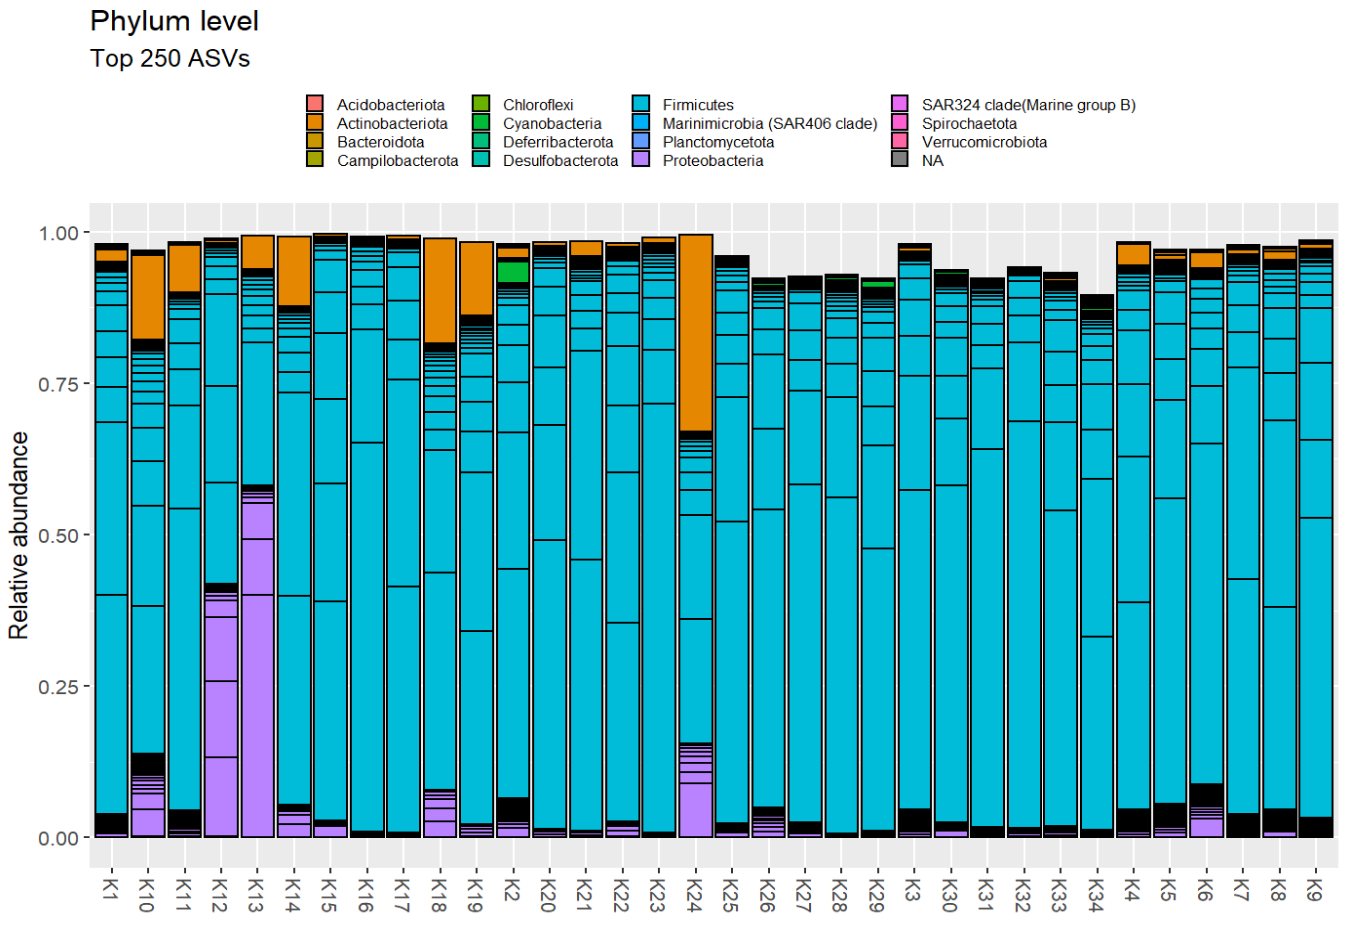 Phylum level
Top 250 ASVs
Acidobacteriota Chloroflexi Firmicutes SAR324 clade(Marine group B)
Actinobacteriota Cyanobacteria Marinimicrobia (SAR406 clade) Spirochaetota
Bacteroidota Deferribacterota Planctomycetota Verrucomicrobiota
Campilobacterota Desulfobacterota Proteobacteria NA
1.00
0.75
0.50
0.25
0.00
Relative abundance
K1 K10 K11 K12 K13 K14 K15 K16 K17 K18 K19 K2 K20 K21 K22 K23 K24 K25 K26 K27 K28 K29 K3 K30 K31 K32 K33 K34 K4 K5 K6 K7 K8 K9